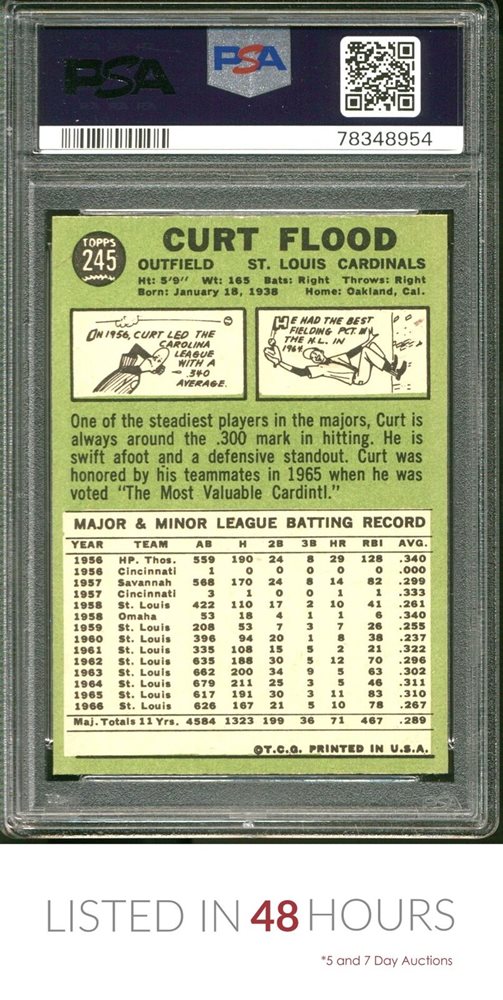 PSA
PSA
78348954
TOPPS
245
CURT FLOOD
OUTFIELD ST. LOUIS CARDINALS
Ht: 5'9" Wt: 165 Bats: Right Throws: Right
Born: January 18, 1938 Home: Oakland, Cal.
IN 1956, CURT LED THE
CAROLINA
LEAGUE
WITH A
.340
AVERAGE.
HE HAD THE BEST
FIELDING PCT. IN
THE N.L. IN
1964
One of the steadiest players in the majors, Curt is
always around the .300 mark in hitting. He is
swift afoot and a defensive standout. Curt was
honored by his teammates in 1965 when he was
voted "The Most Valuable Cardintl."
MAJOR & MINOR LEAGUE BATTING RECORD
YEAR TEAM AB H 2B 3B HR RBI AVG.
1956 HP. Thos. 559 190 24 8 29 128 .340
1956 Cincinnati 1 0 0 0 0 0 .000
1957 Savannah 568 170 24 8 14 82 .299
1957 Cincinnati 3 1 0 0 1 1 .333
1958 St. Louis 422 110 17 2 10 41 .261
1958 Omaha 53 18 4 1 1 6 .340
1959 St. Louis 208 53 7 3 7 26 .255
1960 St. Louis 396 94 20 1 8 38 .237
1961 St. Louis 335 108 15 5 2 21 .322
1962 St. Louis 635 188 30 5 12 70 .296
1963 St. Louis 662 200 34 9 5 63 .302
1964 St. Louis 679 211 25 3 5 46 .311
1965 St. Louis 617 191 30 3 11 83 .310
1966 St. Louis 626 167 21 5 10 78 .267
Maj. Totals 11 Yrs. 4584 1323 199 36 71 467 .289
©T.C.G. PRINTED IN U.S.A.
PSA
LISTED IN 48 HOURS
*5 and 7 Day Auctions